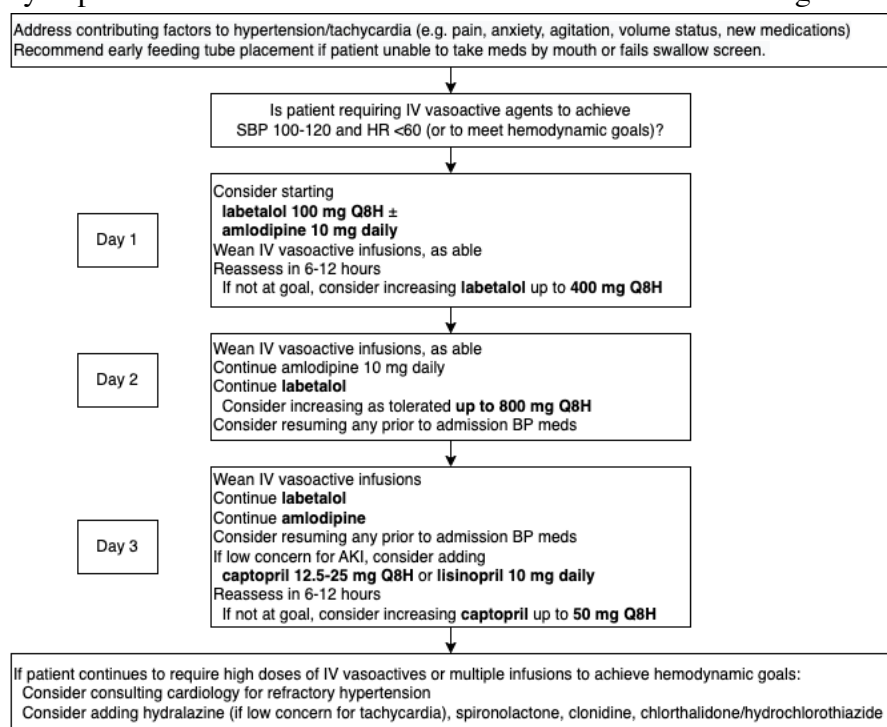 Address contributing factors to hypertension/tachycardia (e.g. pain, anxiety, agitation, volume status, new medications)
Recommend early feeding tube placement if patient unable to take meds by mouth or fails swallow screen.
Is patient requiring IV vasoactive agents to achieve
SBP 100-120 and HR <60 (or to meet hemodynamic goals)?
Day 1
Consider starting
labetalol 100 mg Q8H ±
amlodipine 10 mg daily
Wean IV vasoactive infusions, as able
Reassess in 6-12 hours
If not at goal, consider increasing labetalol up to 400 mg Q8H
Day 2
Wean IV vasoactive infusions, as able
Continue amlodipine 10 mg daily
Continue labetalol
Consider increasing as tolerated up to 800 mg Q8H
Consider resuming any prior to admission BP meds
Day 3
Wean IV vasoactive infusions
Continue labetalol
Continue amlodipine
Consider resuming any prior to admission BP meds
If low concern for AKI, consider adding
captopril 12.5-25 mg Q8H or lisinopril 10 mg daily
Reassess in 6-12 hours
If not at goal, consider increasing captopril up to 50 mg Q8H
If patient continues to require high doses of IV vasoactives or multiple infusions to achieve hemodynamic goals:
Consider consulting cardiology for refractory hypertension
Consider adding hydralazine (if low concern for tachycardia), spironolactone, clonidine, chlorthalidone/hydrochlorothiazide